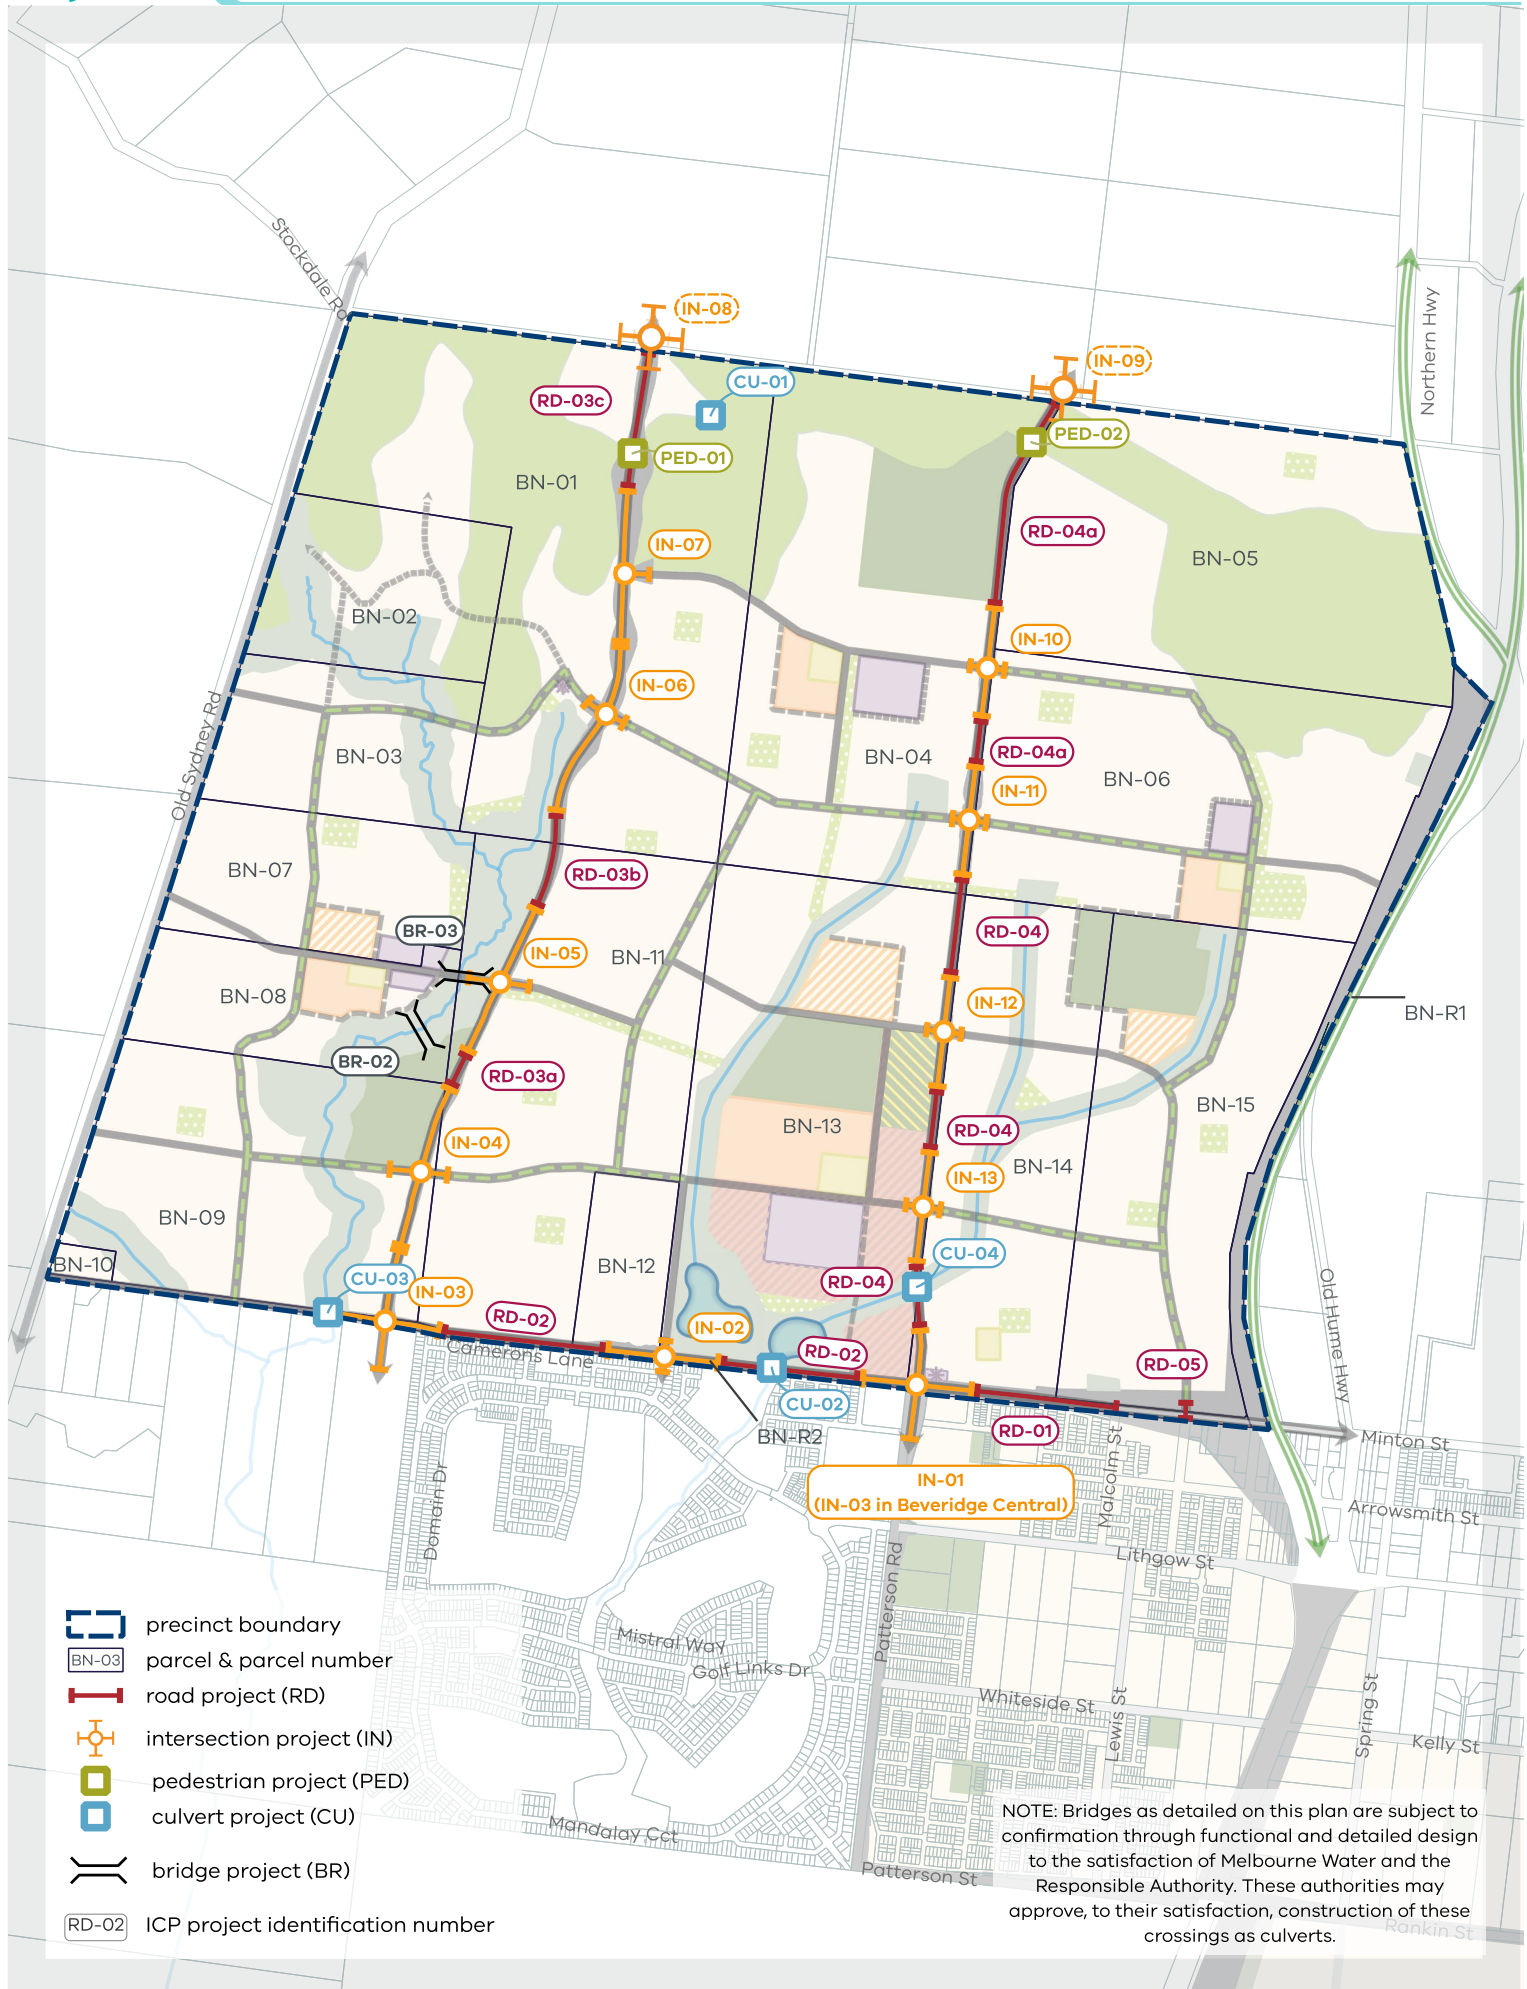 Stockdale Rd
IN-08
IN-09
Northern Hwy
CU-01
RD-03c
PED-02
PED-01
BN-01
RD-04a
IN-07
BN-05
BN-02
IN-10
IN-06
Old Sydney Rd
BN-03
BN-04
RD-04a
BN-06
IN-11
BN-07
RD-03b
BR-03
RD-04
IN-05
BN-11
BN-08
IN-12
BN-R1
BR-02
RD-03a
BN-15
BN-13
RD-04
IN-04
BN-14
IN-13
BN-09
CU-04
BN-10
BN-12
CU-03
IN-03
RD-04
Old Hume Hwy
RD-02
IN-02
Camerons Lane
RD-02
RD-05
CU-02
BN-R2
RD-01
Minton St
Malcolm St
IN-01
(IN-03 in Beveridge Central)
Domain Dr
Arrowsmith St
Lithgow St
Patterson Rd
Mistral Way
Golf Links Dr
Whiteside St
Lewis St
Spring St
Kelly St
Mandalay Cct
Patterson St
Rankin St
precinct boundary
BN-03
parcel & parcel number
road project (RD)
intersection project (IN)
pedestrian project (PED)
culvert project (CU)
bridge project (BR)
RD-02
ICP project identification number
NOTE: Bridges as detailed on this plan are subject to
confirmation through functional and detailed design
to the satisfaction of Melbourne Water and the
Responsible Authority. These authorities may
approve, to their satisfaction, construction of these
crossings as culverts.